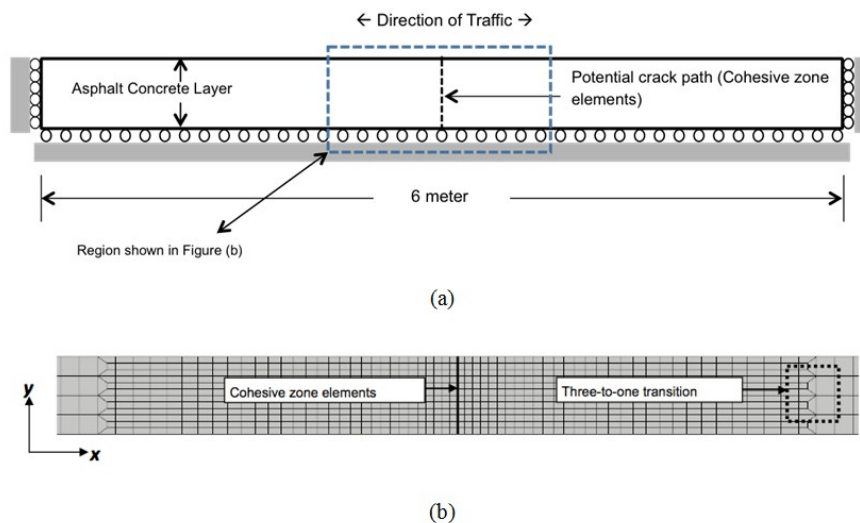 ← Direction of Traffic →
Asphalt Concrete Layer
Potential crack path (Cohesive zone
elements)
6 meter
Region shown in Figure (b)
(a)
Cohesive zone elements
Three-to-one transition
y
x
(b)